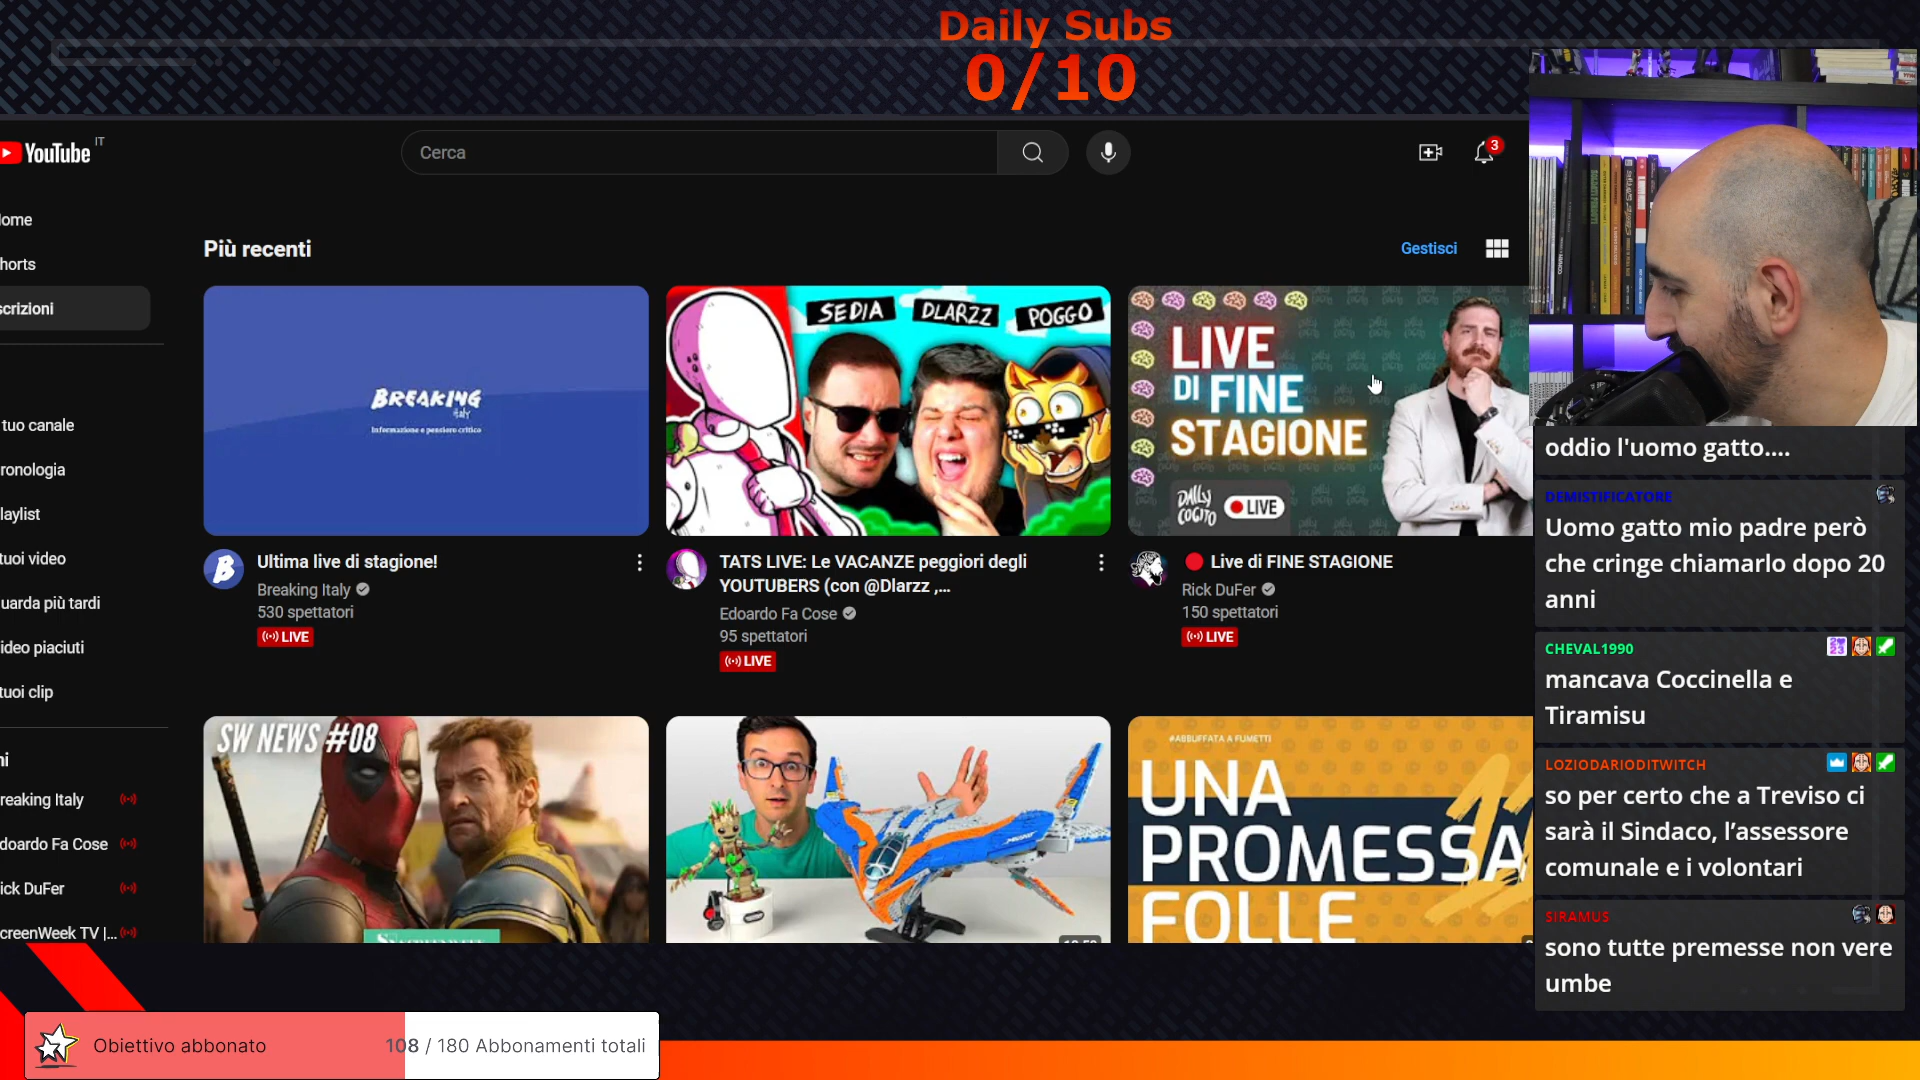 Daily Subs
0/10
YouTube IT
Cerca
3
ome
horts
scrizioni
tuo canale
ronologia
laylist
tuoi video
uarda più tardi
ideo piaciuti
tuoi clip
ni
reaking Italy
doardo Fa Cose
ick DuFer
creenWeek TV |...
Più recenti
Gestisci
BREAKING
italy
Informazione e pensiero critico
Ultima live di stagione!
Breaking Italy
530 spettatori
LIVE
SEDIA
DLARZZ
POGGO
TATS LIVE: Le VACANZE peggiori degli
YOUTUBERS (con @Dlarzz ,...
Edoardo Fa Cose
95 spettatori
LIVE
LIVE
DI FINE
STAGIONE
DAILY
COGITO
LIVE
Live di FINE STAGIONE
Rick DuFer
150 spettatori
LIVE
SW NEWS #08
#ABBUFFATA A FUMETTI
UNA
PROMESSA
FOLLE
oddio l'uomo gatto....
DEMISTIFICATORE
Uomo gatto mio padre però
che cringe chiamarlo dopo 20
anni
CHEVAL1990
mancava Coccinella e
Tiramisu
LOZIODARIODITWITCH
so per certo che a Treviso ci
sarà il Sindaco, l'assessore
comunale e i volontari
SIRAMUS
sono tutte premesse non vere
umbe
Obiettivo abbonato
108 / 180 Abbonamenti totali